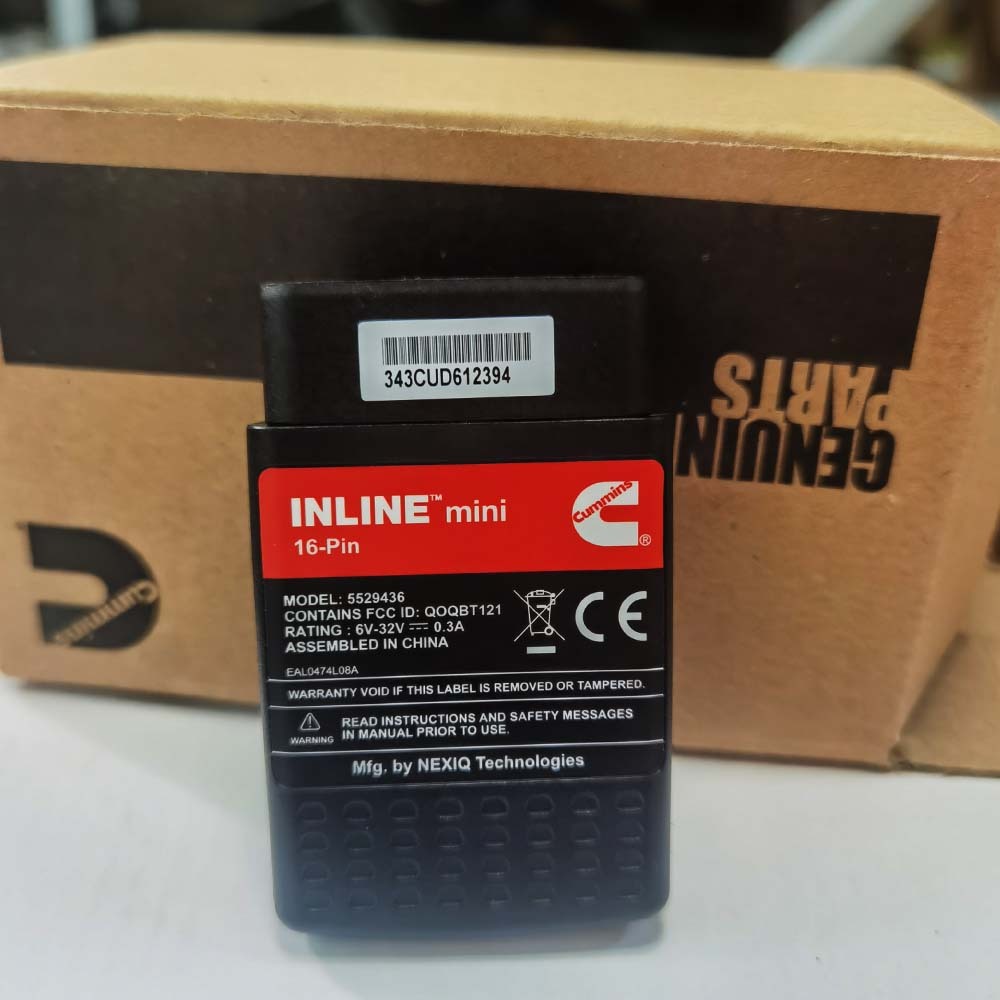 343CUD612394
INLINE™ mini
16-Pin
Cummins
®
MODEL: 5529436
CONTAINS FCC ID: QOQBT121
RATING : 6V-32V ⎓ 0.3A
ASSEMBLED IN CHINA
CE
EAL0474L08A
WARRANTY VOID IF THIS LABEL IS REMOVED OR TAMPERED.
WARNING
READ INSTRUCTIONS AND SAFETY MESSAGES
IN MANUAL PRIOR TO USE.
Mfg. by NEXIQ Technologies
GENUIN
PARTS
Cummins